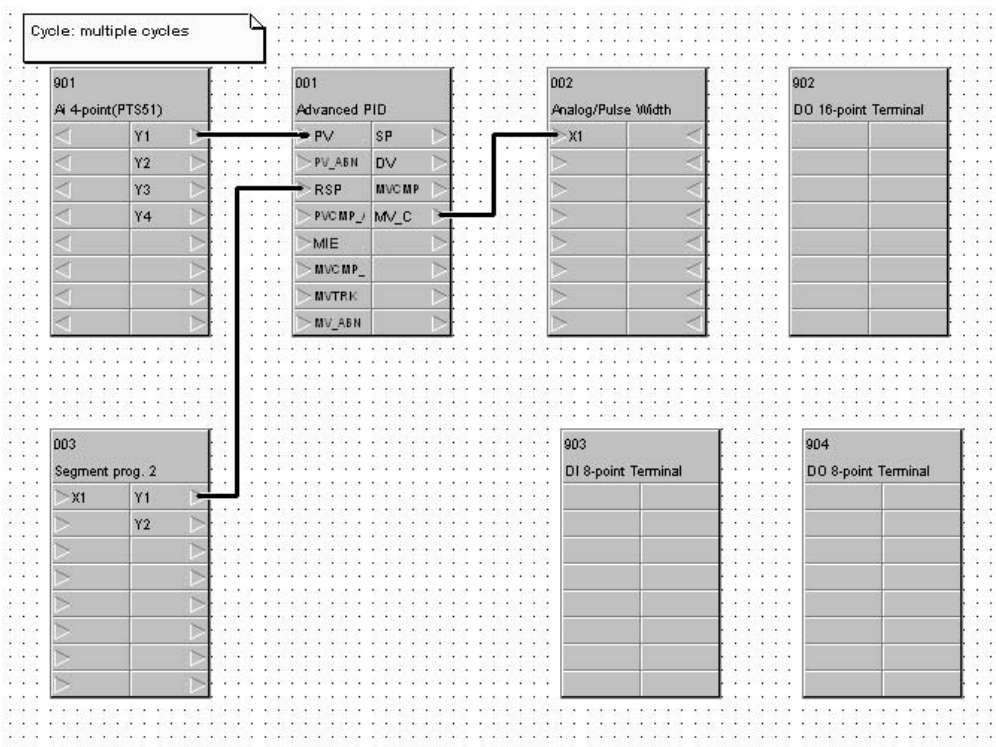 Cycle: multiple cycles
901
Ai 4-point(PTS51)
Y1
Y2
Y3
Y4
001
Advanced PID
PV SP
PV_ABN DV
RSP MVCMP
PVCMP_/ MV_C
MIE
MVCMP_
MVTRK
MV_ABN
002
Analog/Pulse Width
X1
902
DO 16-point Terminal
003
Segment prog. 2
X1 Y1
Y2
903
DI 8-point Terminal
904
DO 8-point Terminal